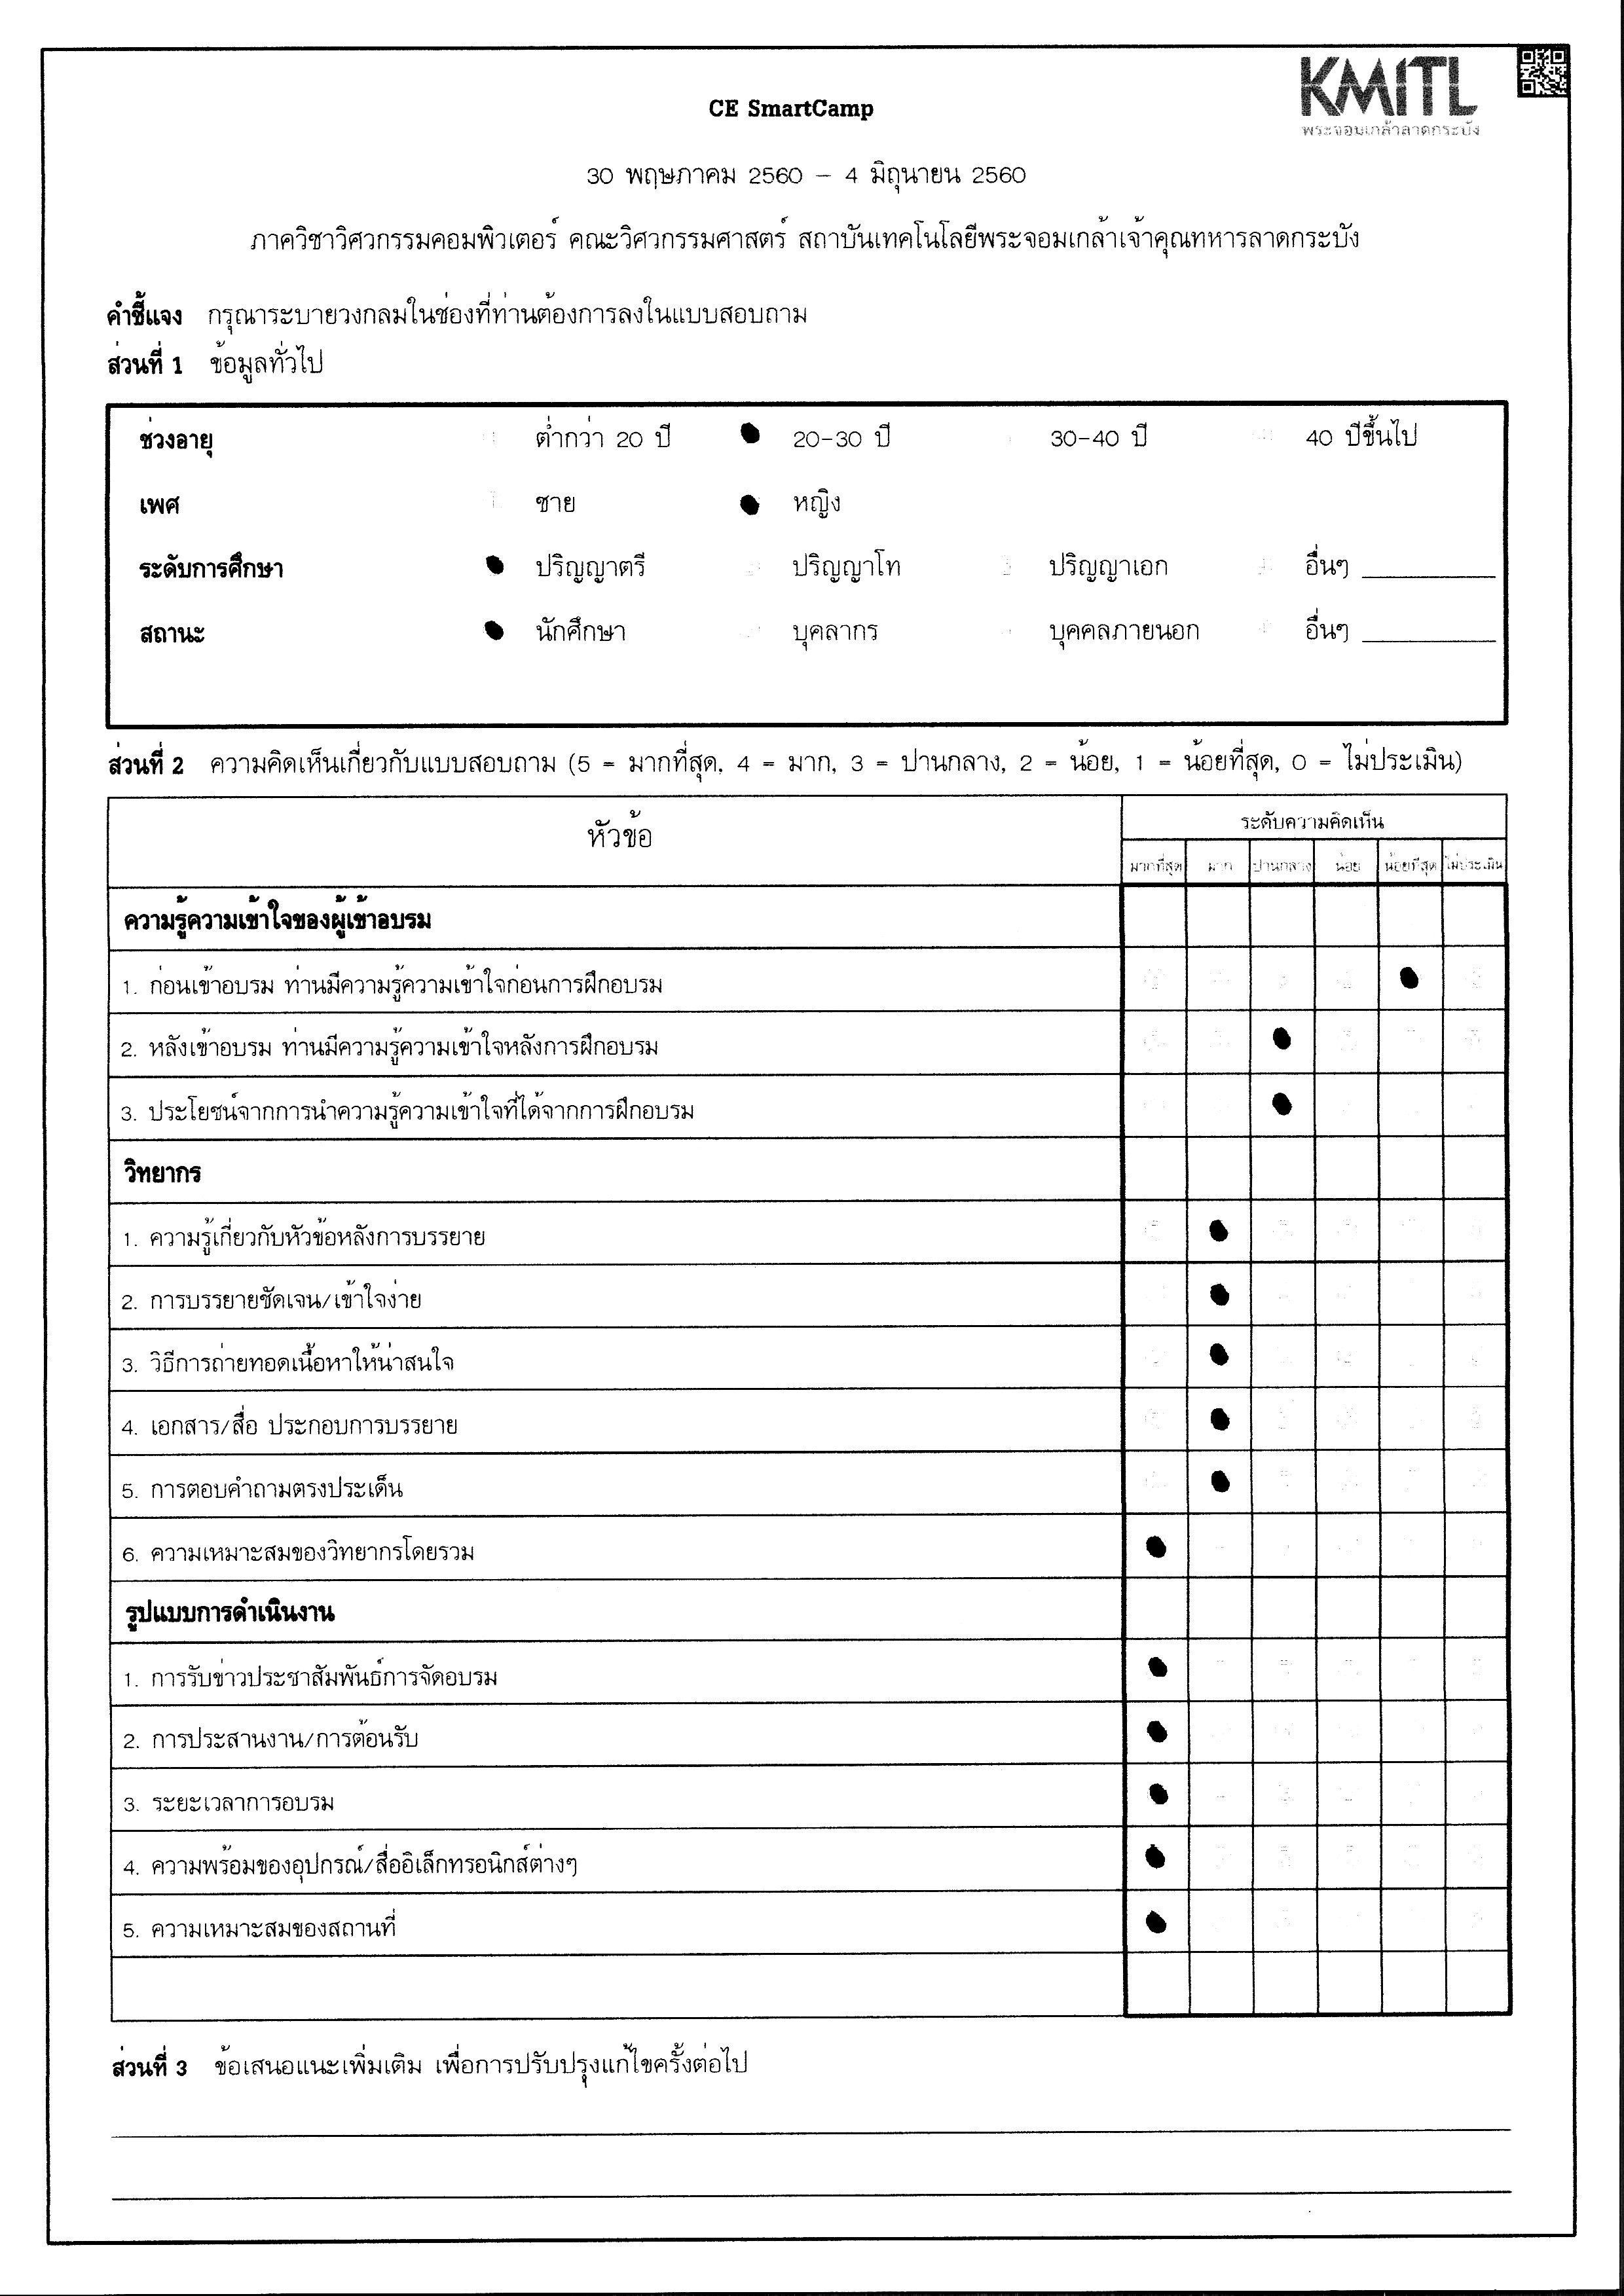 KMITL
พระจอมเกล้าลาดกระบัง
CE SmartCamp
30 พฤษภาคม 2560 - 4 มิถุนายน 2560
ภาควิชาวิศวกรรมคอมพิวเตอร์ คณะวิศวกรรมศาสตร์ สถาบันเทคโนโลยีพระจอมเกล้าเจ้าคุณทหารลาดกระบัง
คำชี้แจง กรุณาระบายวงกลมในช่องที่ท่านต้องการลงในแบบสอบถาม
ส่วนที่ 1 ข้อมูลทั่วไป
ช่วงอายุ ต่ำกว่า 20 ปี 20-30 ปี 30-40 ปี 40 ปีขึ้นไป
เพศ ชาย หญิง
ระดับการศึกษา ปริญญาตรี ปริญญาโท ปริญญาเอก อื่นๆ
สถานะ นักศึกษา บุคลากร บุคคลภายนอก อื่นๆ
ส่วนที่ 2 ความคิดเห็นเกี่ยวกับแบบสอบถาม (5 = มากที่สุด, 4 = มาก, 3 = ปานกลาง, 2 = น้อย, 1 = น้อยที่สุด, 0 = ไม่ประเมิน)
หัวข้อ ระดับความคิดเห็น
มากที่สุด มาก ปานกลาง น้อย น้อยที่สุด ไม่ประเมิน
ความรู้ความเข้าใจของผู้เข้าอบรม
1. ก่อนเข้าอบรม ท่านมีความรู้ความเข้าใจก่อนการฝึกอบรม
2. หลังเข้าอบรม ท่านมีความรู้ความเข้าใจหลังการฝึกอบรม
3. ประโยชน์จากการนำความรู้ความเข้าใจที่ได้จากการฝึกอบรม
วิทยากร
1. ความรู้เกี่ยวกับหัวข้อหลังการบรรยาย
2. การบรรยายชัดเจน/เข้าใจง่าย
3. วิธีการถ่ายทอดเนื้อหาให้น่าสนใจ
4. เอกสาร/สื่อ ประกอบการบรรยาย
5. การตอบคำถามตรงประเด็น
6. ความเหมาะสมของวิทยากรโดยรวม
รูปแบบการดำเนินงาน
1. การรับข่าวประชาสัมพันธ์การจัดอบรม
2. การประสานงาน/การต้อนรับ
3. ระยะเวลาการอบรม
4. ความพร้อมของอุปกรณ์/สื่ออิเล็กทรอนิกส์ต่างๆ
5. ความเหมาะสมของสถานที่
ส่วนที่ 3 ข้อเสนอแนะเพิ่มเติม เพื่อการปรับปรุงแก้ไขครั้งต่อไป